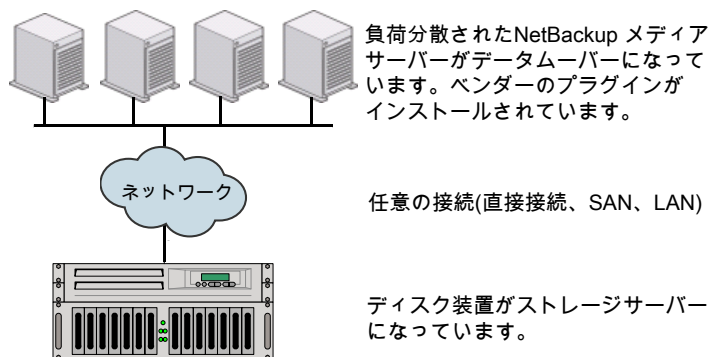 負荷分散されたNetBackup メディア
サーバーがデータムーバーになって
います。ベンダーのプラグインが
インストールされています。
ネットワーク
任意の接続(直接接続、SAN、LAN)
ディスク装置がストレージサーバー
になっています。